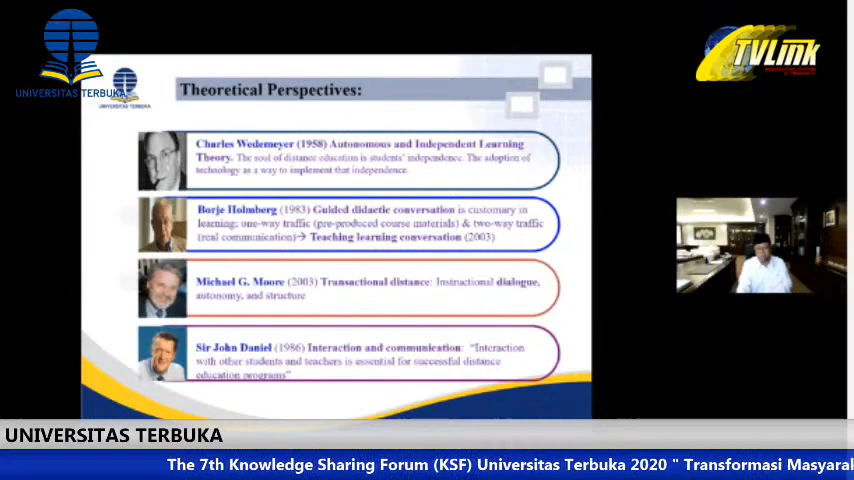 UNIVERSITAS TERBUKA
TVLink
UNIVERSITAS TERBUKA
Theoretical Perspectives:
Charles Wedemeyer (1958) Autonomous and Independent Learning
Theory. The soul of distance education is students' independence. The adoption of
technology as a way to implement that independence.
Borje Holmberg (1983) Guided didactic conversation is customary in
learning; one-way traffic (pre-produced course materials) & two-way traffic
(real communication)→ Teaching learning conversation (2003)
Michael G. Moore (2003) Transactional distance: Instructional dialogue,
autonomy, and structure
Sir John Daniel (1986) Interaction and communication: "Interaction
with other students and teachers is essential for successful distance
education programs"
UNIVERSITAS TERBUKA
The 7th Knowledge Sharing Forum (KSF) Universitas Terbuka 2020 " Transformasi Masyaral